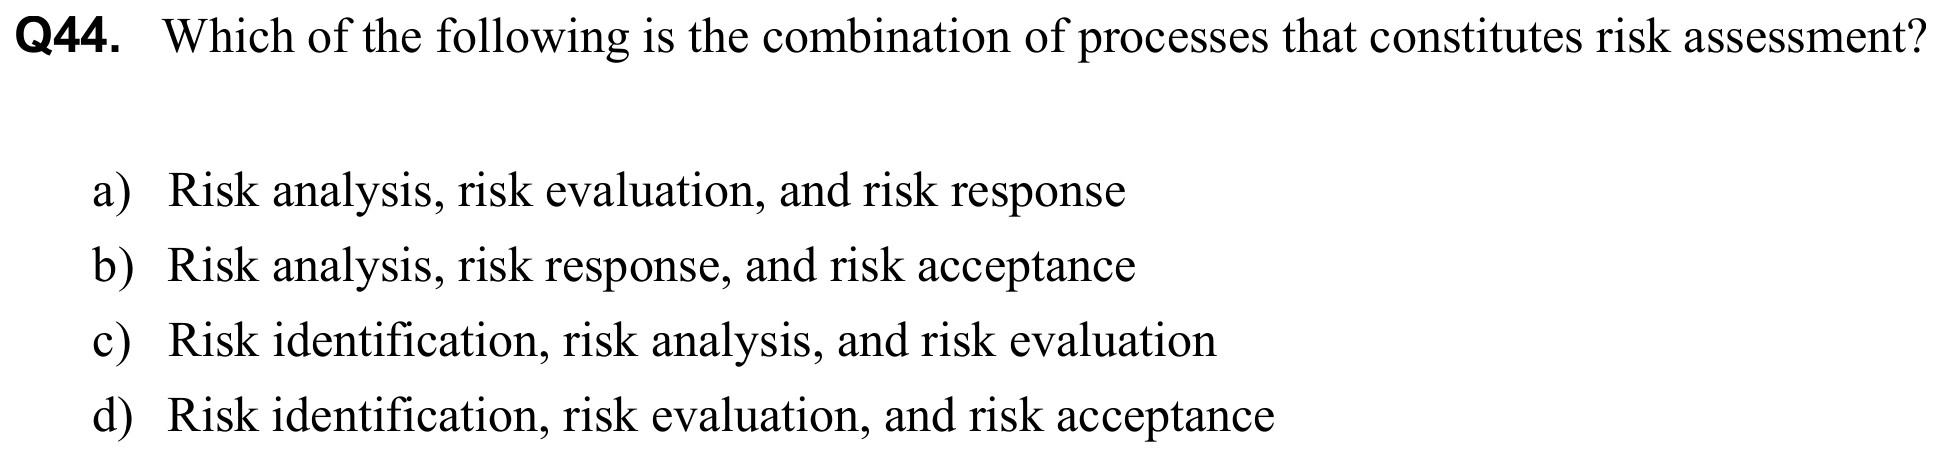 Q44. Which of the following is the combination of processes that constitutes risk assessment?
a) Risk analysis, risk evaluation, and risk response
b) Risk analysis, risk response, and risk acceptance
c) Risk identification, risk analysis, and risk evaluation
d) Risk identification, risk evaluation, and risk acceptance